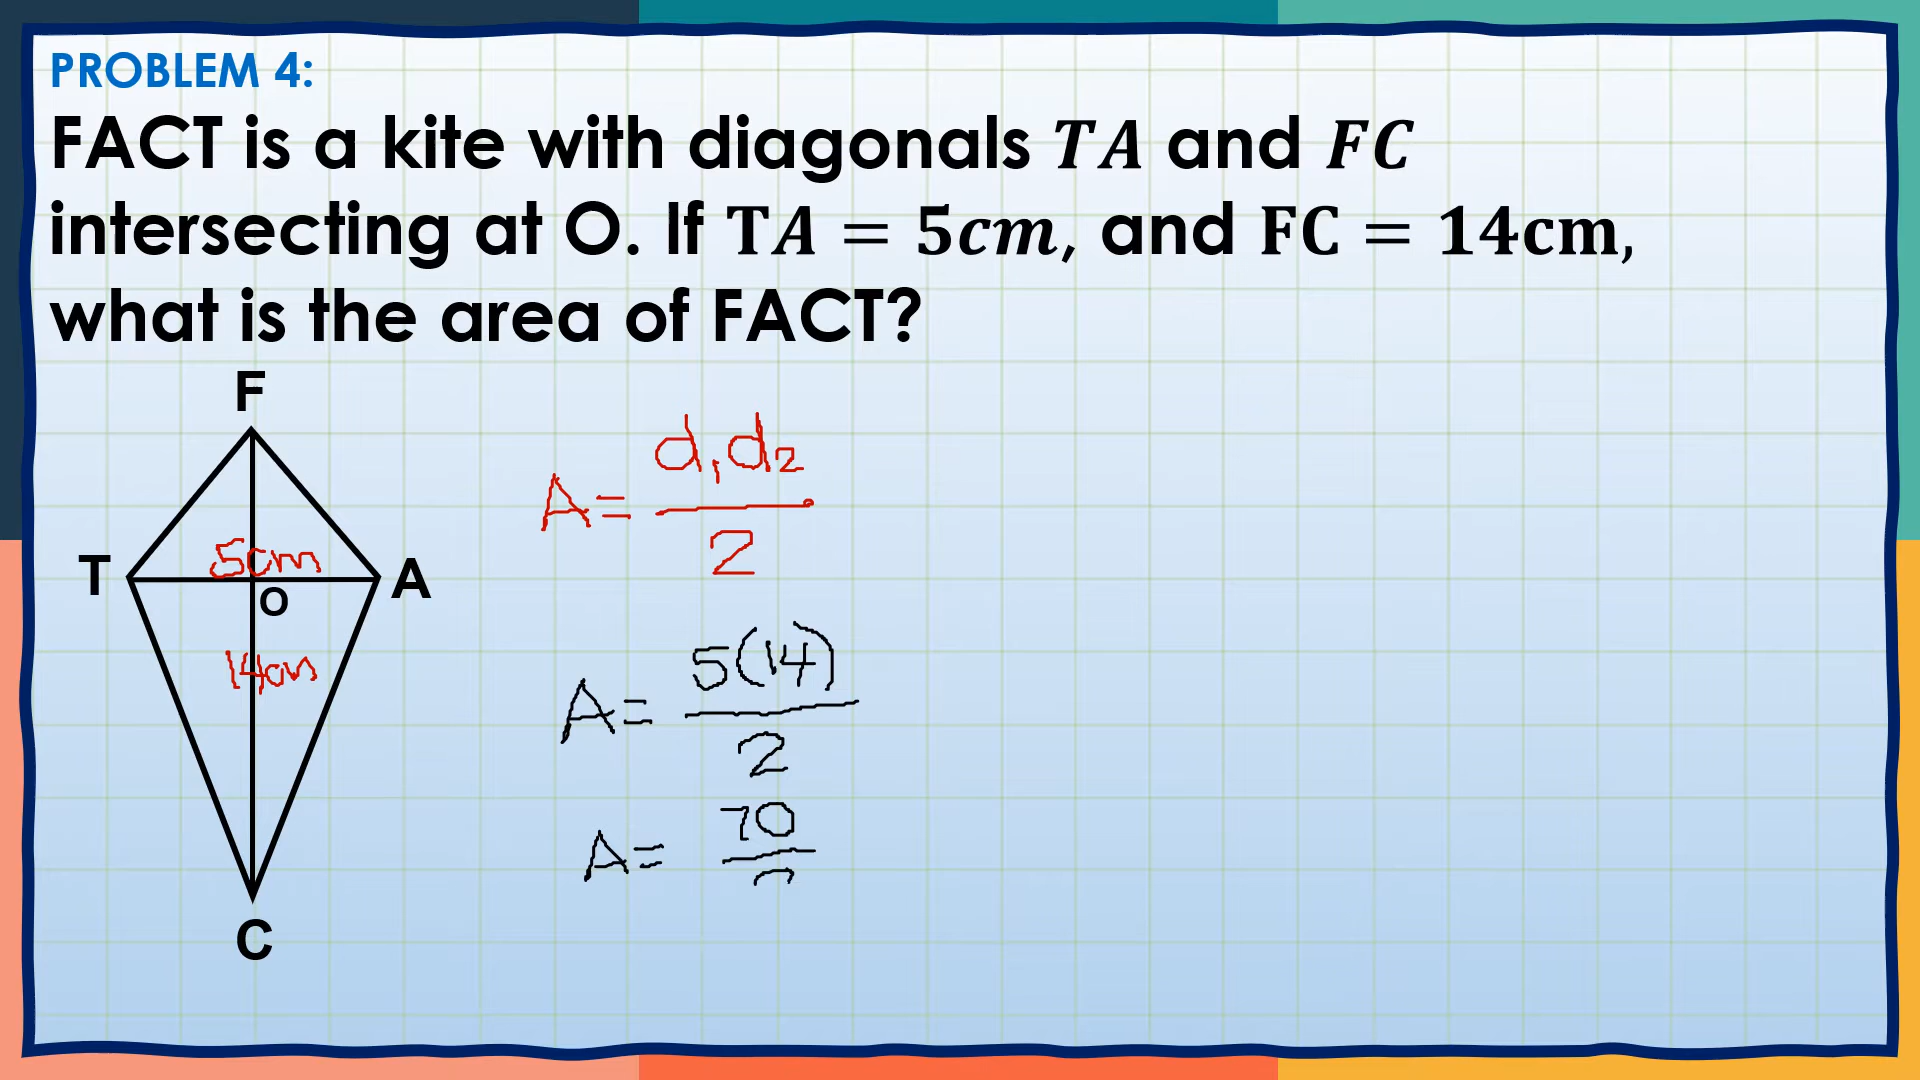 PROBLEM 4:
FACT is a kite with diagonals TA and FC
intersecting at O. If TA = 5cm, and FC = 14cm,
what is the area of FACT?
F
T
5cm
A
O
14cm
C
A = d₁d₂/2
A = 5(14)/2
A = 70/